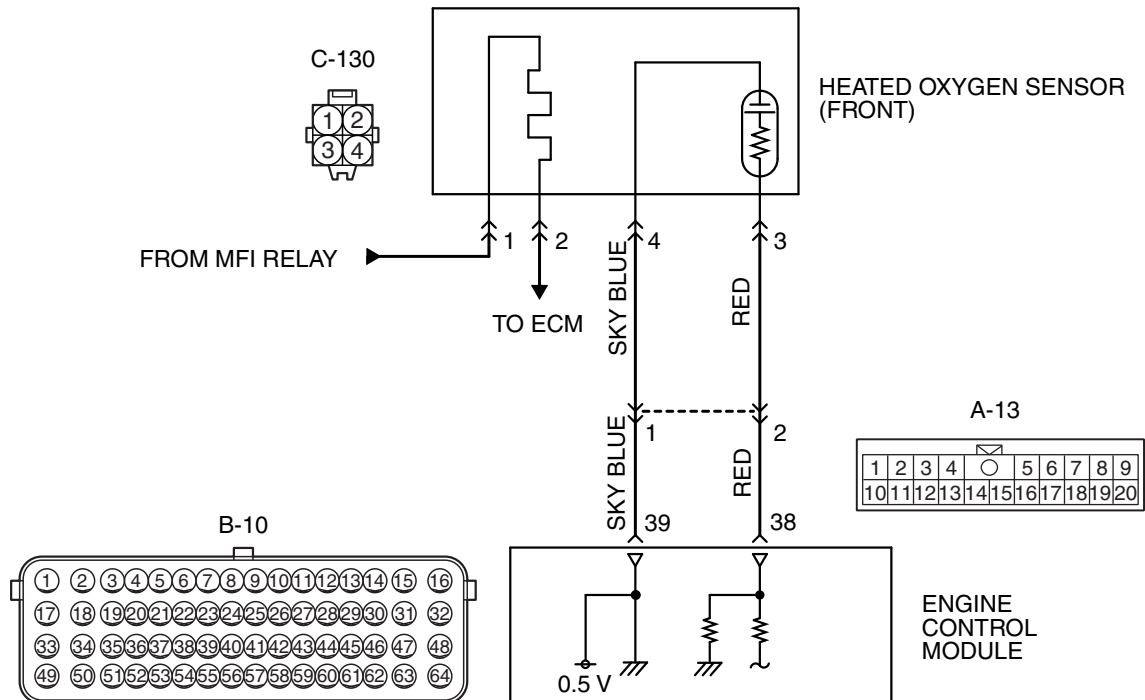 C-130
1 2
3 4
HEATED OXYGEN SENSOR
(FRONT)
FROM MFI RELAY
1 2 4 3
TO ECM
SKY BLUE
RED
1 2
SKY BLUE
RED
39 38
A-13
1 2 3 4 5 6 7 8 9
10 11 12 13 14 15 16 17 18 19 20
B-10
1 2 3 4 5 6 7 8 9 10 11 12 13 14 15 16
17 18 19 20 21 22 23 24 25 26 27 28 29 30 31 32
33 34 35 36 37 38 39 40 41 42 43 44 45 46 47 48
49 50 51 52 53 54 55 56 57 58 59 60 61 62 63 64
0.5 V
ENGINE
CONTROL
MODULE